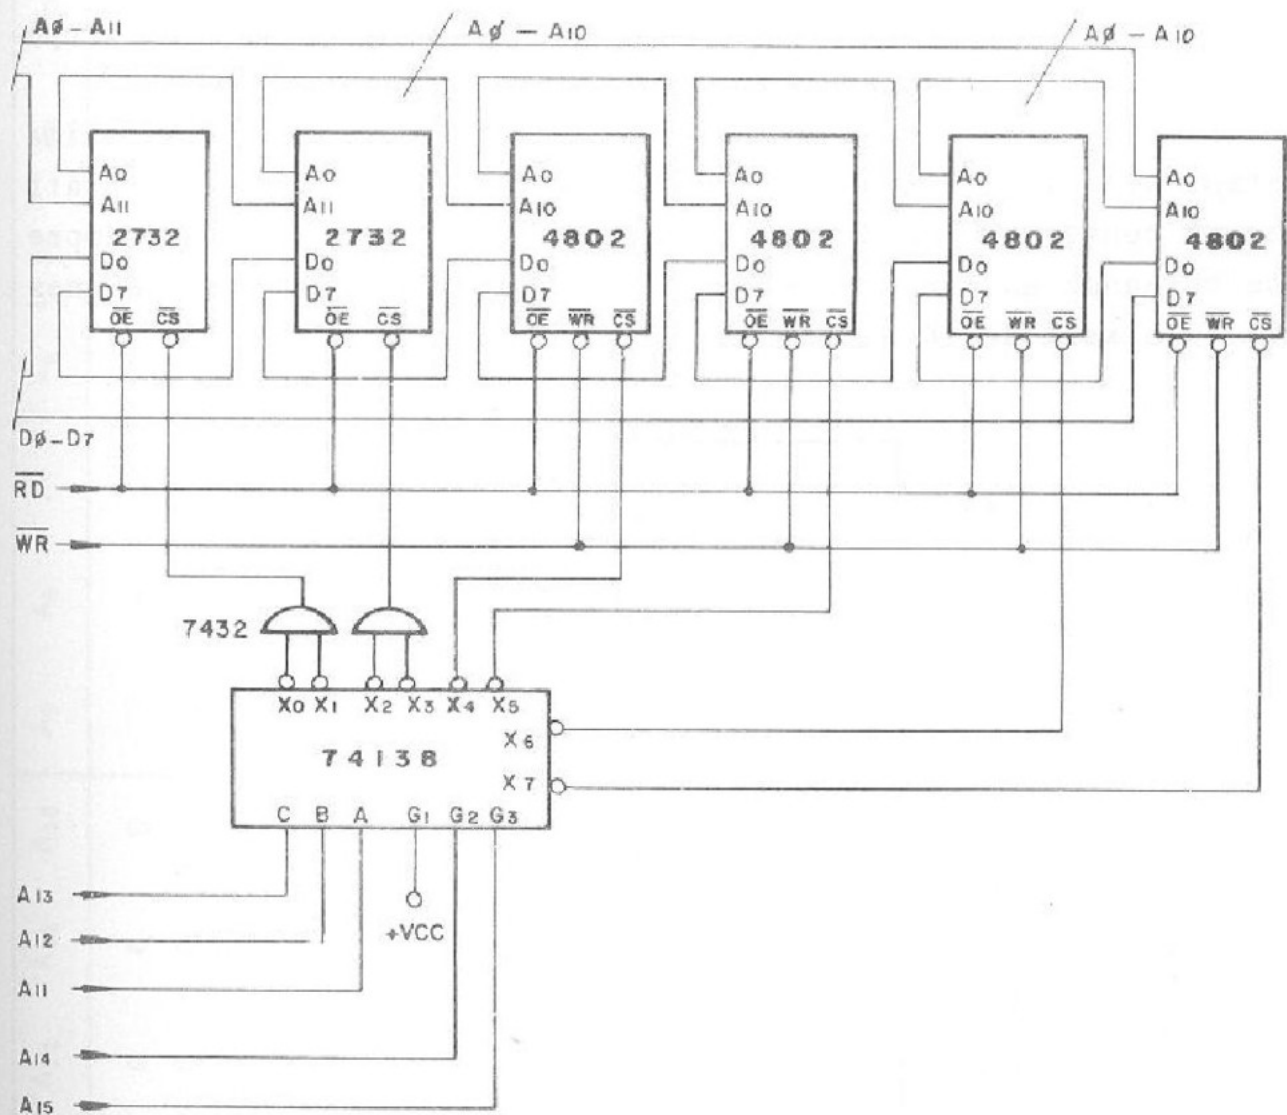 Aø-A11
Aø - A10
Aø - A10
A0 A0 A0 A0 A0 A0
A11 A11 A10 A10 A10 A10
2732 2732 4802 4802 4802 4802
D0 D0 D0 D0 D0 D0
D7 D7 D7 D7 D7 D7
OE CS OE CS OE WR CS OE WR CS OE WR CS OE WR CS
Dø-D7
RD
WR
7432
X0 X1 X2 X3 X4 X5
X6
74138
X7
C B A G1 G2 G3
A13
+VCC
A12
A11
A14
A15